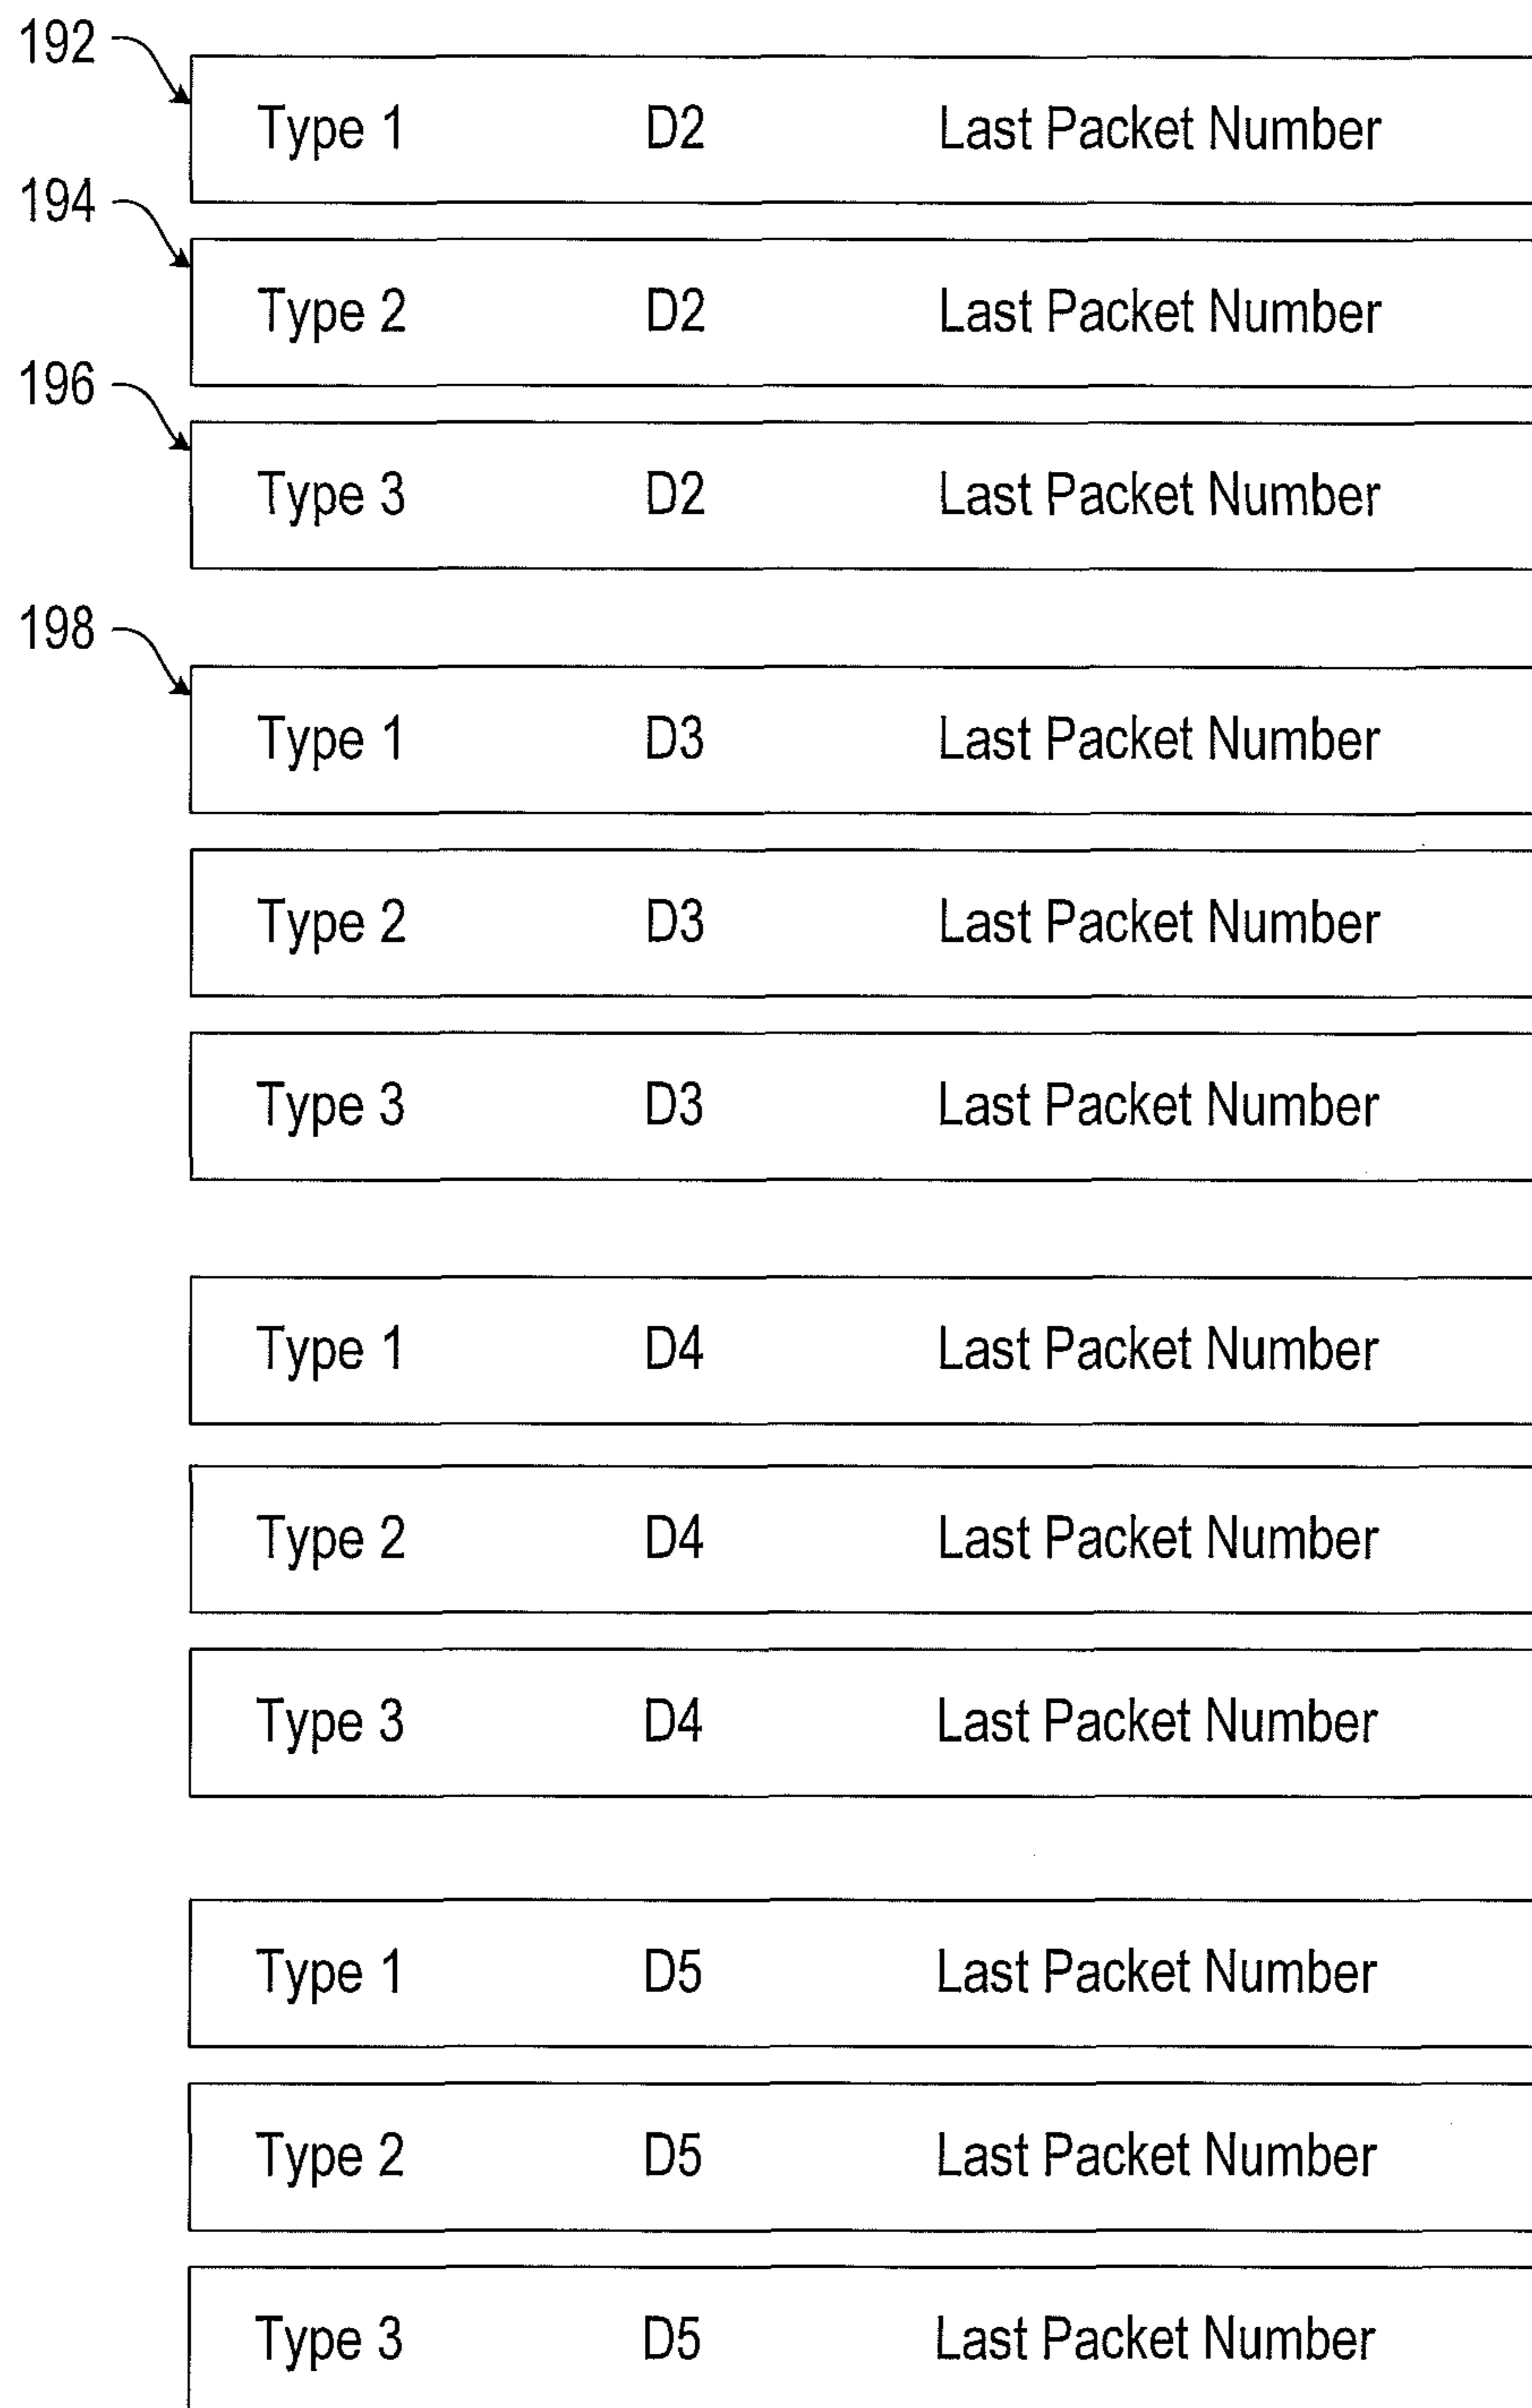 192
Type 1 D2 Last Packet Number
194
Type 2 D2 Last Packet Number
196
Type 3 D2 Last Packet Number
198
Type 1 D3 Last Packet Number
Type 2 D3 Last Packet Number
Type 3 D3 Last Packet Number
Type 1 D4 Last Packet Number
Type 2 D4 Last Packet Number
Type 3 D4 Last Packet Number
Type 1 D5 Last Packet Number
Type 2 D5 Last Packet Number
Type 3 D5 Last Packet Number